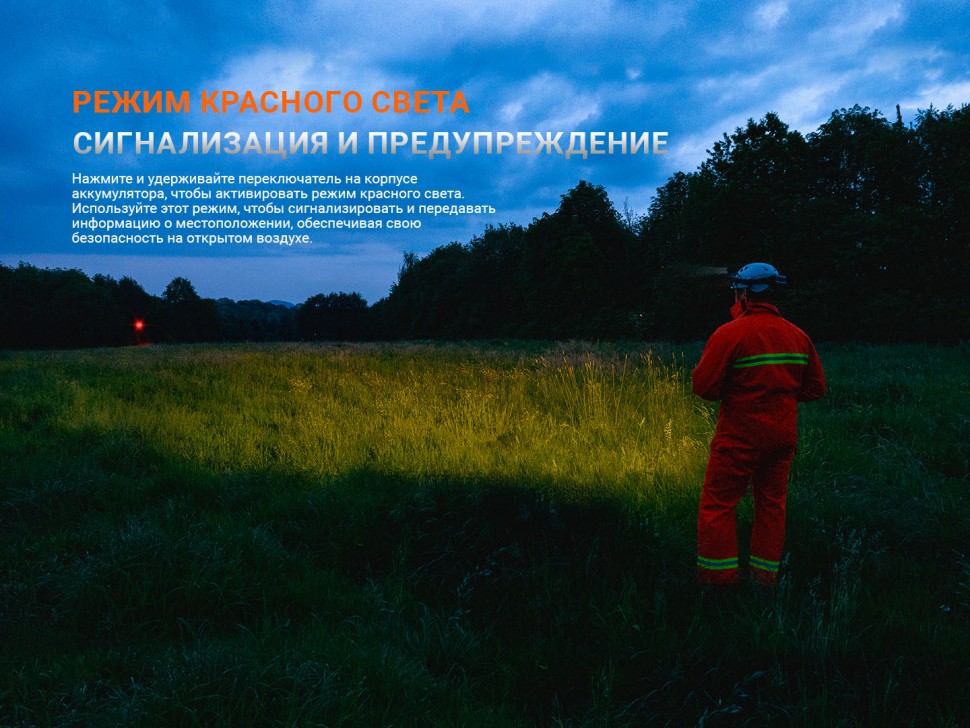 РЕЖИМ КРАСНОГО СВЕТА
СИГНАЛИЗАЦИЯ И ПРЕДУПРЕЖДЕНИЕ
Нажмите и удерживайте переключатель на корпусе
аккумулятора, чтобы активировать режим красного света.
Используйте этот режим, чтобы сигнализировать и передавать
информацию о местоположении, обеспечивая свою
безопасность на открытом воздухе.